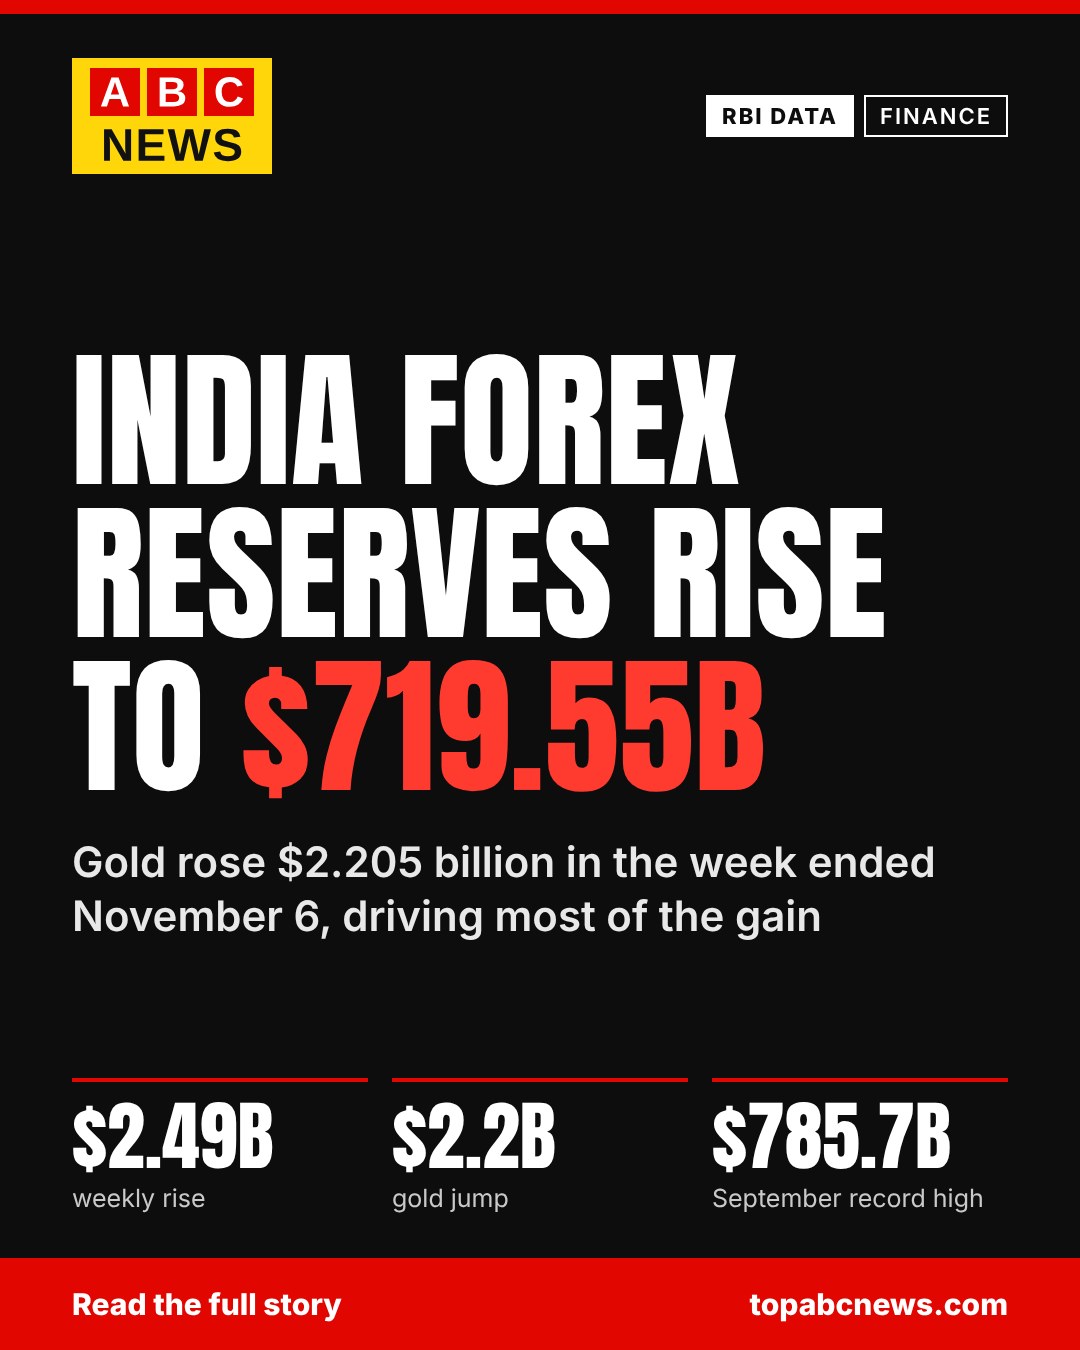 ABC
NEWS
RBI DATA
FINANCE
INDIA FOREX
RESERVES RISE
TO $719.55B
Gold rose $2.205 billion in the week ended
November 6, driving most of the gain
$2.49B
weekly rise
$2.2B
gold jump
$785.7B
September record high
Read the full story
topabcnews.com